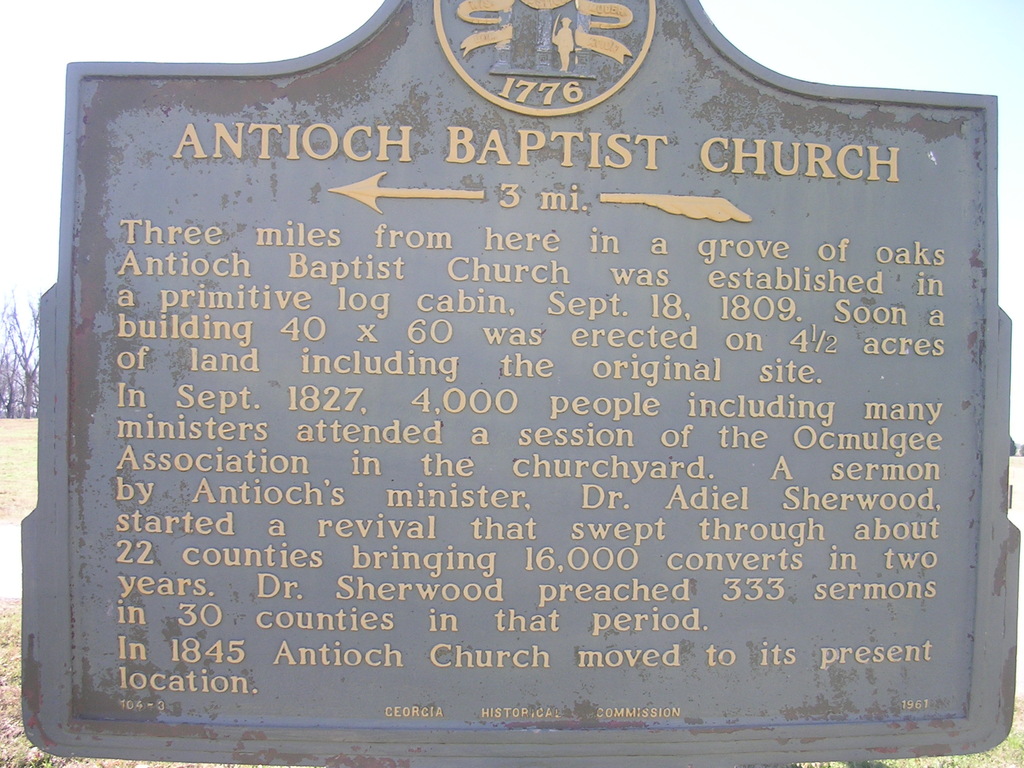 1776
ANTIOCH BAPTIST CHURCH
3 mi.
Three miles from here in a grove of oaks
Antioch Baptist Church was established in
a primitive log cabin, Sept. 18, 1809. Soon a
building 40 x 60 was erected on 4½ acres
of land including the original site.
In Sept. 1827, 4,000 people including many
ministers attended a session of the Ocmulgee
Association in the churchyard. A sermon
by Antioch's minister, Dr. Adiel Sherwood,
started a revival that swept through about
22 counties bringing 16,000 converts in two
years. Dr. Sherwood preached 333 sermons
in 30 counties in that period.
In 1845 Antioch Church moved to its present
location.
104-3 GEORGIA HISTORICAL COMMISSION 1961